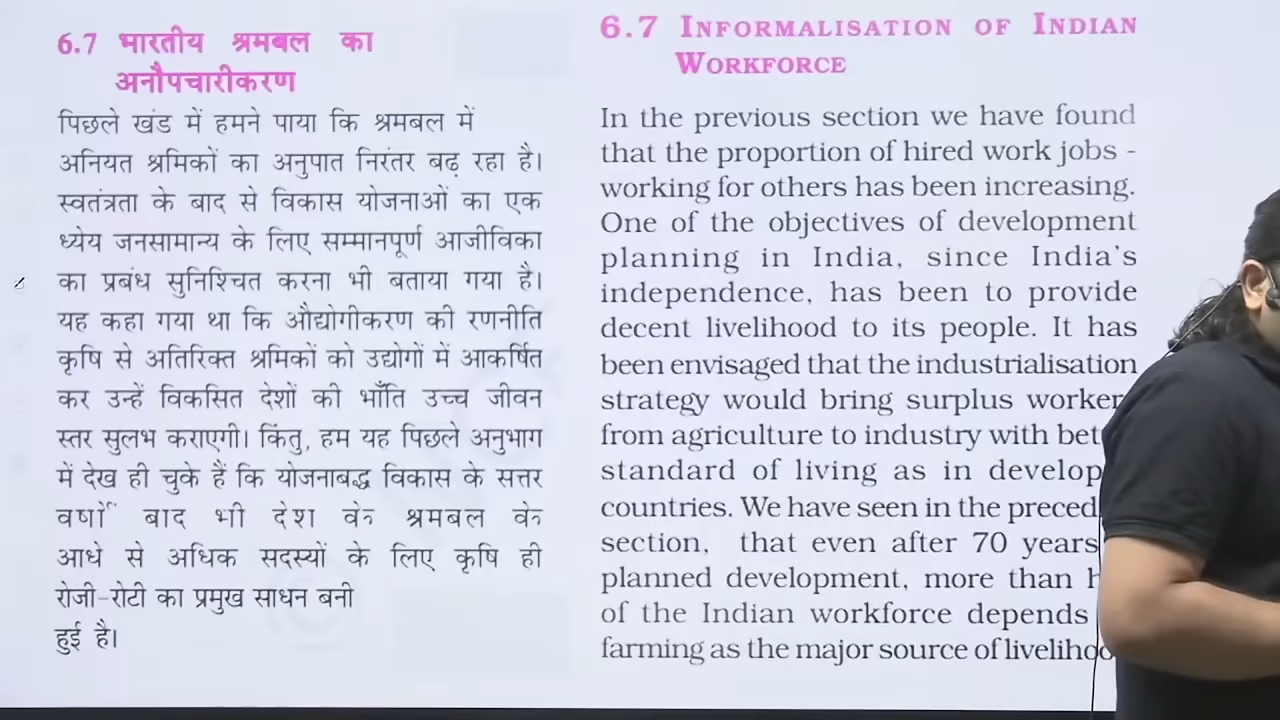 6.7 भारतीय श्रमबल का
अनौपचारीकरण
पिछले खंड में हमने पाया कि श्रमबल में
अनियत श्रमिकों का अनुपात निरंतर बढ़ रहा है।
स्वतंत्रता के बाद से विकास योजनाओं का एक
ध्येय जनसामान्य के लिए सम्मानपूर्ण आजीविका
का प्रबंध सुनिश्चित करना भी बताया गया है।
यह कहा गया था कि औद्योगीकरण की रणनीति
कृषि से अतिरिक्त श्रमिकों को उद्योगों में आकर्षित
कर उन्हें विकसित देशों की भाँति उच्च जीवन
स्तर सुलभ कराएगी। किंतु, हम यह पिछले अनुभाग
में देख ही चुके हैं कि योजनाबद्ध विकास के सत्तर
वर्षों बाद भी देश के श्रमबल के
आधे से अधिक सदस्यों के लिए कृषि ही
रोजी-रोटी का प्रमुख साधन बनी
हुई है।
6.7 INFORMALISATION OF INDIAN
WORKFORCE
In the previous section we have found
that the proportion of hired work jobs -
working for others has been increasing.
One of the objectives of development
planning in India, since India's
independence, has been to provide
decent livelihood to its people. It has
been envisaged that the industrialisation
strategy would bring surplus worker
from agriculture to industry with bet
standard of living as in develop
countries. We have seen in the preced
section, that even after 70 years
planned development, more than h
of the Indian workforce depends
farming as the major source of livelihoo